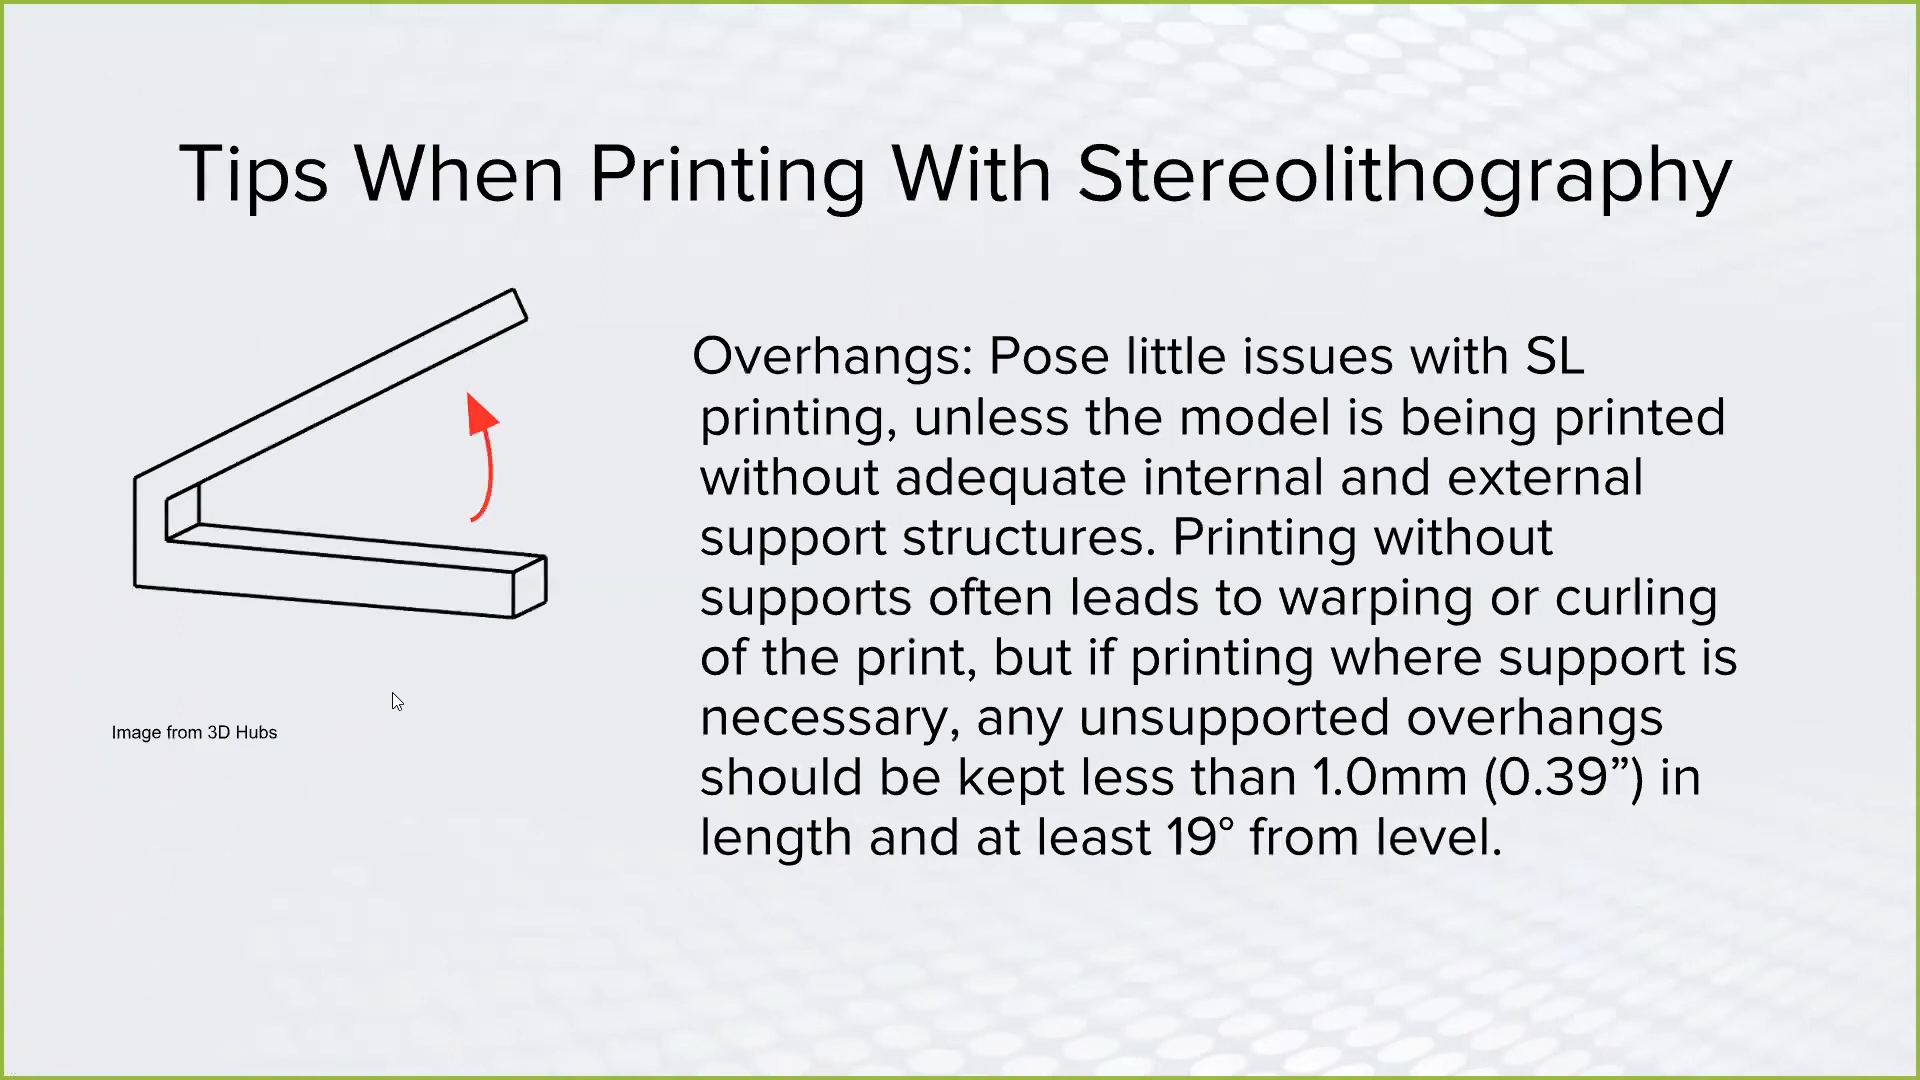 Tips When Printing With Stereolithography
Overhangs: Pose little issues with SL
printing, unless the model is being printed
without adequate internal and external
support structures. Printing without
supports often leads to warping or curling
of the print, but if printing where support is
necessary, any unsupported overhangs
should be kept less than 1.0mm (0.39”) in
length and at least 19° from level.
Image from 3D Hubs